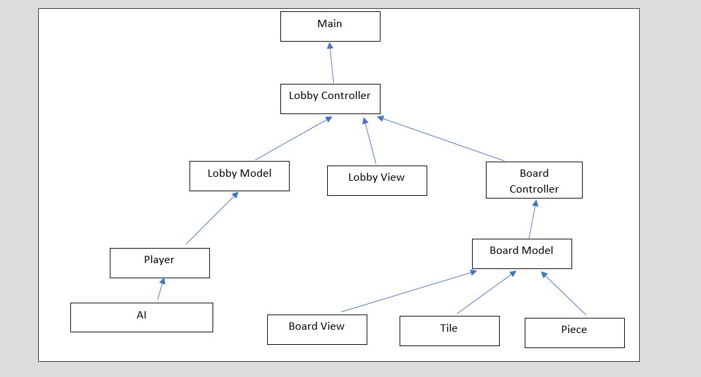 Main
Lobby Controller
Lobby Model
Lobby View
Board
Controller
Player
Board Model
AI
Board View
Tile
Piece